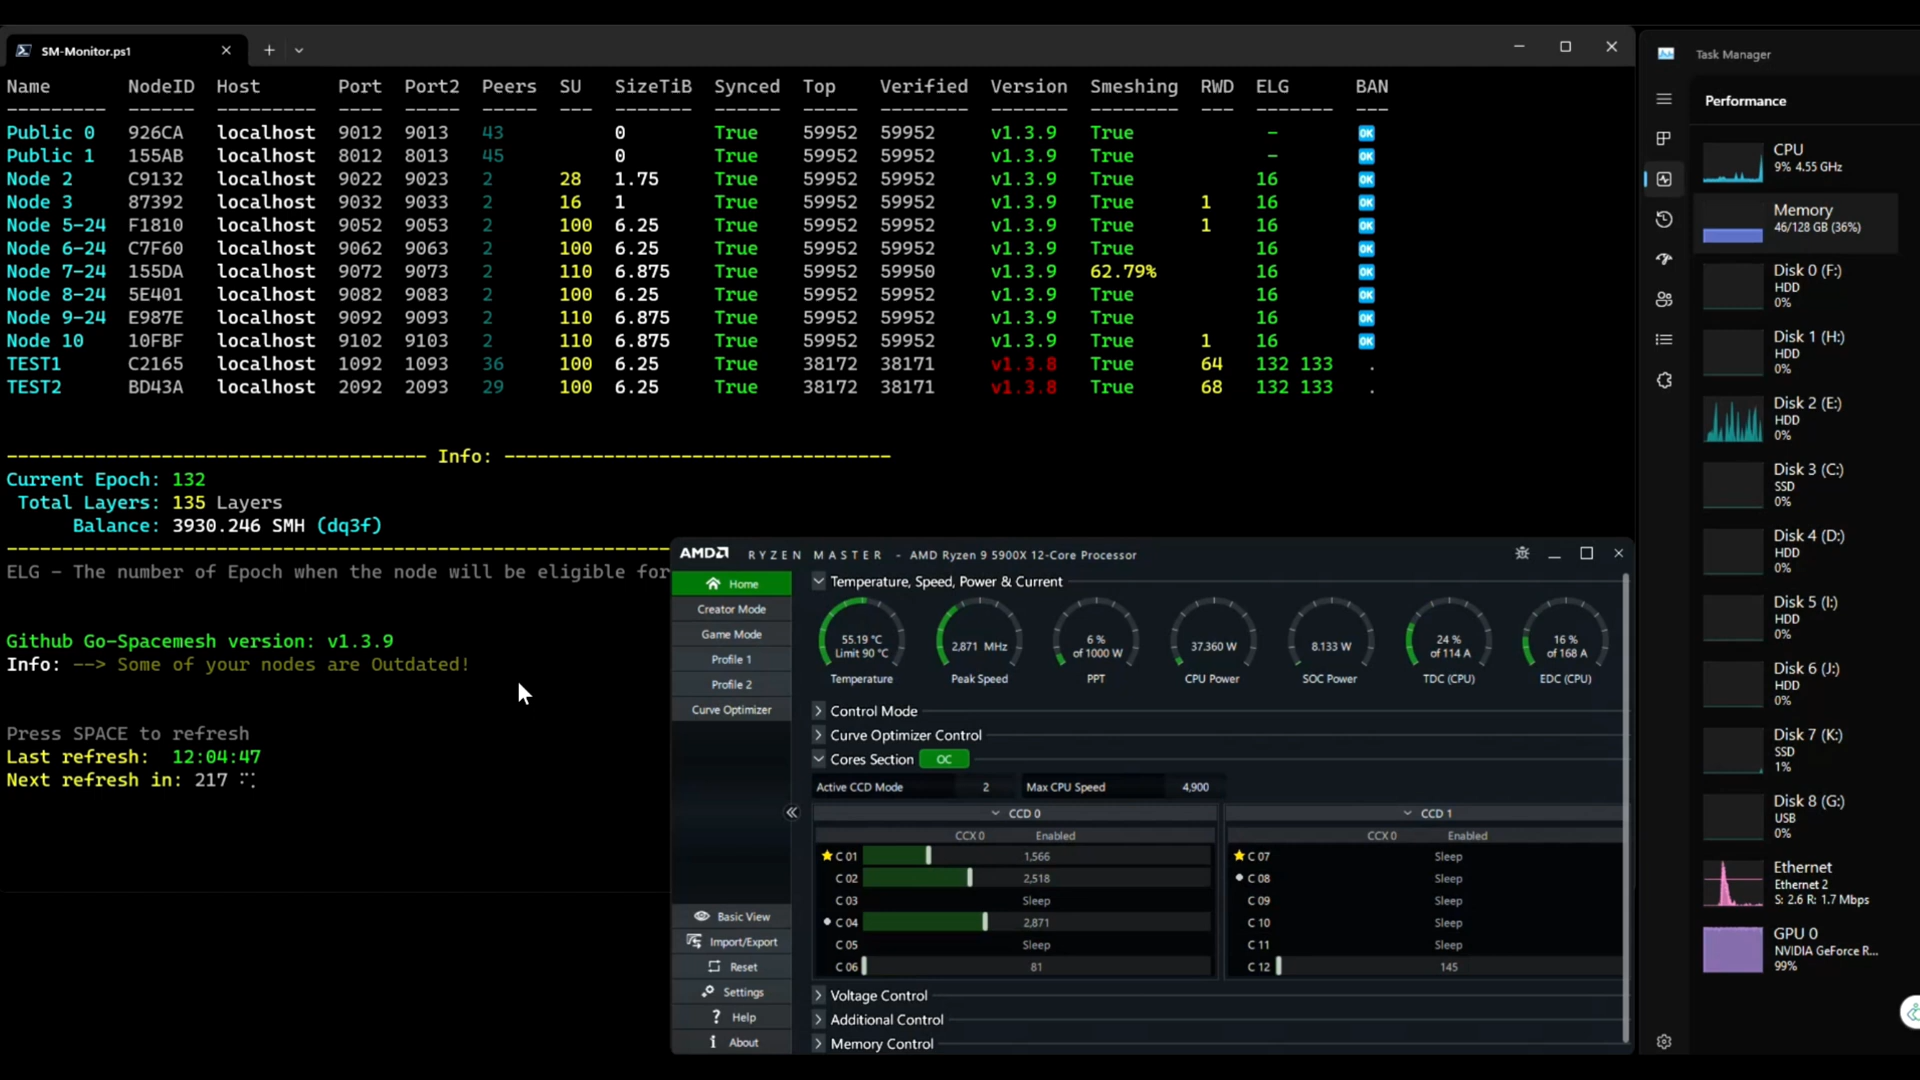 SM-Monitor.ps1
Name NodeID Host Port Port2 Peers SU SizeTiB Synced Top Verified Version Smeshing RWD ELG BAN
--------- ------ --------- ---- ----- ----- --- ------- ------ ----- -------- ------- -------- --- ------- ---
Public 0 926CA localhost 9012 9013 43 0 True 59952 59952 v1.3.9 True - OK
Public 1 155AB localhost 8012 8013 45 0 True 59952 59952 v1.3.9 True - OK
Node 2 C9132 localhost 9022 9023 2 28 1.75 True 59952 59952 v1.3.9 True 16 OK
Node 3 87392 localhost 9032 9033 2 16 1 True 59952 59952 v1.3.9 True 1 16 OK
Node 5-24 F1810 localhost 9052 9053 2 100 6.25 True 59952 59952 v1.3.9 True 1 16 OK
Node 6-24 C7F60 localhost 9062 9063 2 100 6.25 True 59952 59952 v1.3.9 True 16 OK
Node 7-24 155DA localhost 9072 9073 2 110 6.875 True 59952 59950 v1.3.9 62.79% 16 OK
Node 8-24 5E401 localhost 9082 9083 2 100 6.25 True 59952 59952 v1.3.9 True 16 OK
Node 9-24 E987E localhost 9092 9093 2 110 6.875 True 59952 59952 v1.3.9 True 16 OK
Node 10 10FBF localhost 9102 9103 2 110 6.875 True 59952 59952 v1.3.9 True 1 16 OK
TEST1 C2165 localhost 1092 1093 36 100 6.25 True 38172 38171 v1.3.8 True 64 132 133 .
TEST2 BD43A localhost 2092 2093 29 100 6.25 True 38172 38171 v1.3.8 True 68 132 133 .
-------------------------------------- Info: -----------------------------------
Current Epoch: 132
Total Layers: 135 Layers
Balance: 3930.246 SMH (dq3f)
ELG - The number of Epoch when the node will be eligible for
Github Go-Spacemesh version: v1.3.9
Info: --> Some of your nodes are Outdated!
Press SPACE to refresh
Last refresh: 12:04:47
Next refresh in: 217
AMD RYZEN MASTER - AMD Ryzen 9 5900X 12-Core Processor
Home
Creator Mode
Game Mode
Profile 1
Profile 2
Curve Optimizer
Basic View
Import/Export
Reset
Settings
Help
About
Temperature, Speed, Power & Current
55.19 °C
Limit 90 °C
Temperature
2,871 MHz
Peak Speed
6 %
of 1000 W
PPT
37.360 W
CPU Power
8.133 W
SOC Power
24 %
of 114 A
TDC (CPU)
16 %
of 168 A
EDC (CPU)
Control Mode
Curve Optimizer Control
Cores Section OC
Active CCD Mode 2 Max CPU Speed 4,900
CCD 0
CCX 0 Enabled
C 01 1,566
C 02 2,518
C 03 Sleep
C 04 2,871
C 05 Sleep
C 06 81
CCD 1
CCX 0 Enabled
C 07 Sleep
C 08 Sleep
C 09 Sleep
C 10 Sleep
C 11 Sleep
C 12 145
Voltage Control
Additional Control
Memory Control
Task Manager
Performance
CPU
9% 4.55 GHz
Memory
46/128 GB (36%)
Disk 0 (F:)
HDD
0%
Disk 1 (H:)
HDD
0%
Disk 2 (E:)
HDD
0%
Disk 3 (C:)
SSD
0%
Disk 4 (D:)
HDD
0%
Disk 5 (I:)
HDD
0%
Disk 6 (J:)
HDD
0%
Disk 7 (K:)
SSD
1%
Disk 8 (G:)
USB
0%
Ethernet
Ethernet 2
S: 2.6 R: 1.7 Mbps
GPU 0
NVIDIA GeForce R...
99%